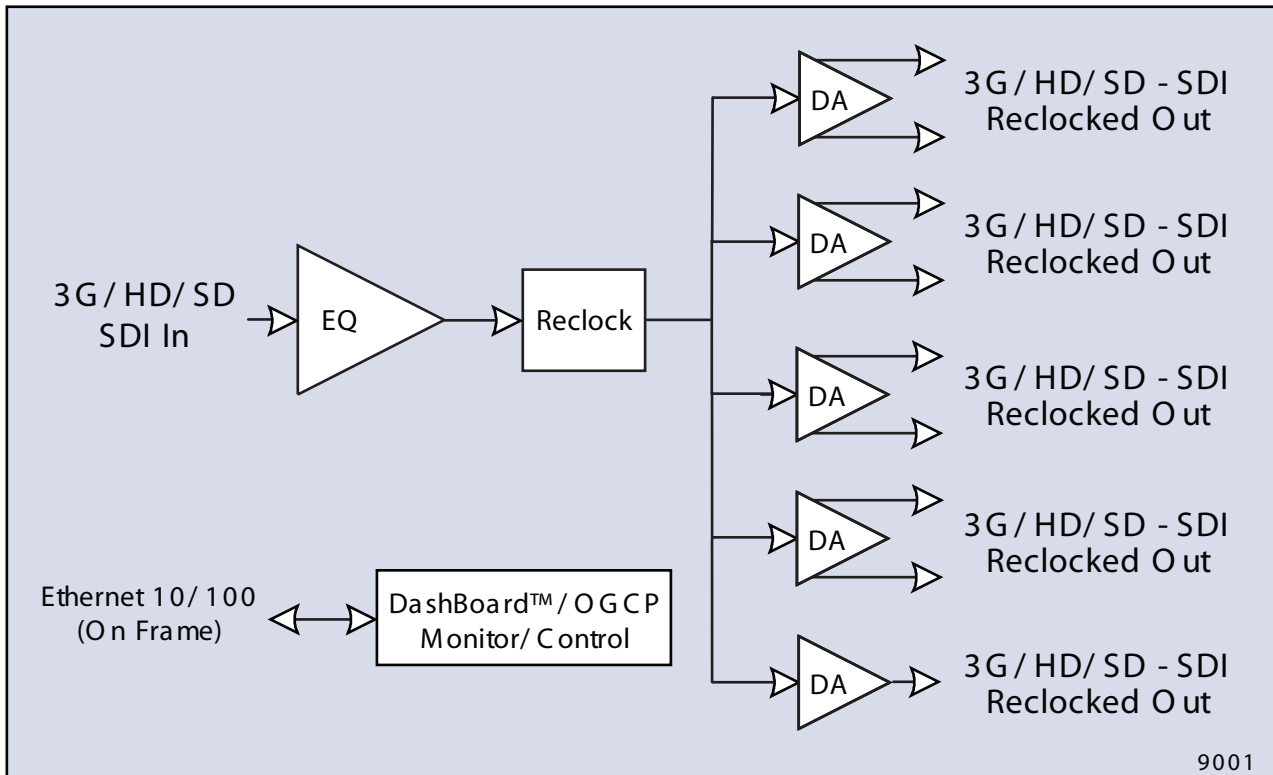 3G/HD/SD
SDI In
EQ
Reclock
DA
3G/HD/SD - SDI
Reclocked Out
DA
3G/HD/SD - SDI
Reclocked Out
DA
3G/HD/SD - SDI
Reclocked Out
DA
3G/HD/SD - SDI
Reclocked Out
DA
3G/HD/SD - SDI
Reclocked Out
Ethernet 10/100
(On Frame)
DashBoard™/OGCP
Monitor/Control
9001